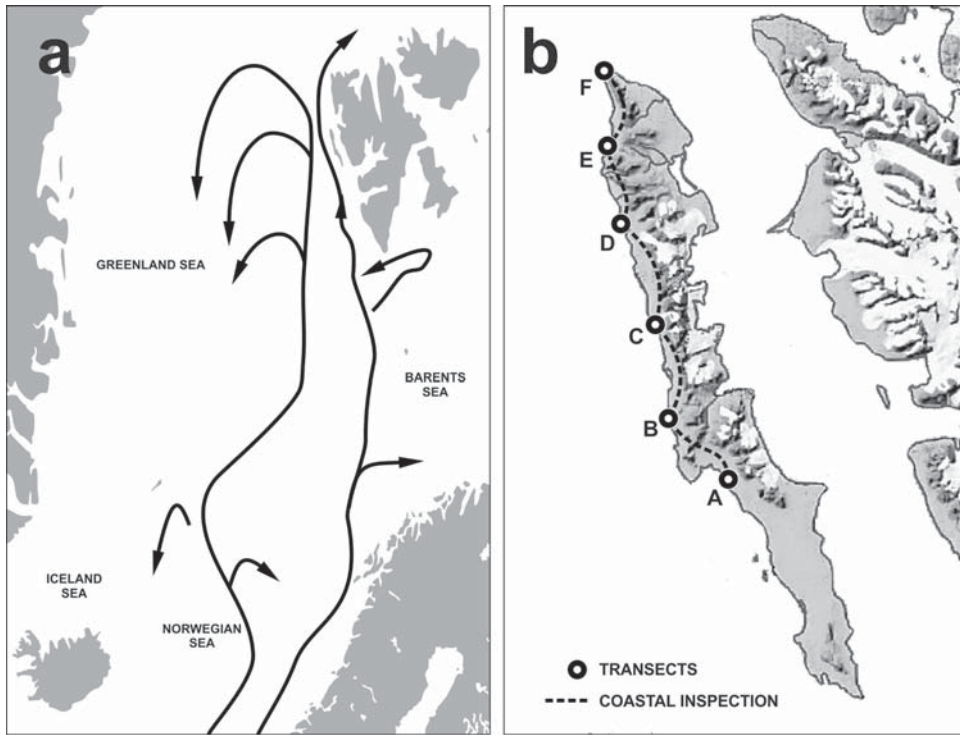 a
GREENLAND SEA
BARENTS
SEA
ICELAND
SEA
NORWEGIAN
SEA
b
F
E
D
C
B
A
TRANSECTS
COASTAL INSPECTION